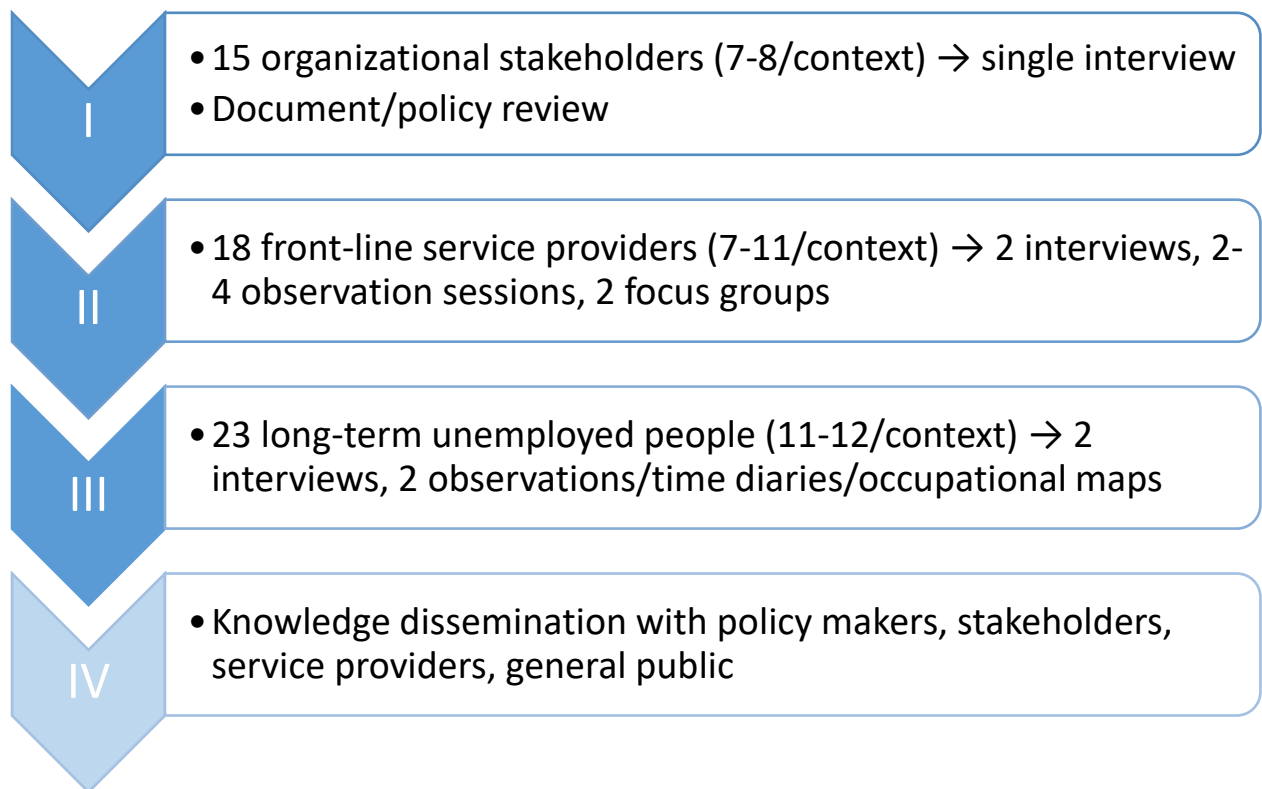 I
• 15 organizational stakeholders (7-8/context) → single interview
• Document/policy review
II
• 18 front-line service providers (7-11/context) → 2 interviews, 2-
4 observation sessions, 2 focus groups
III
• 23 long-term unemployed people (11-12/context) → 2
interviews, 2 observations/time diaries/occupational maps
IV
• Knowledge dissemination with policy makers, stakeholders,
service providers, general public